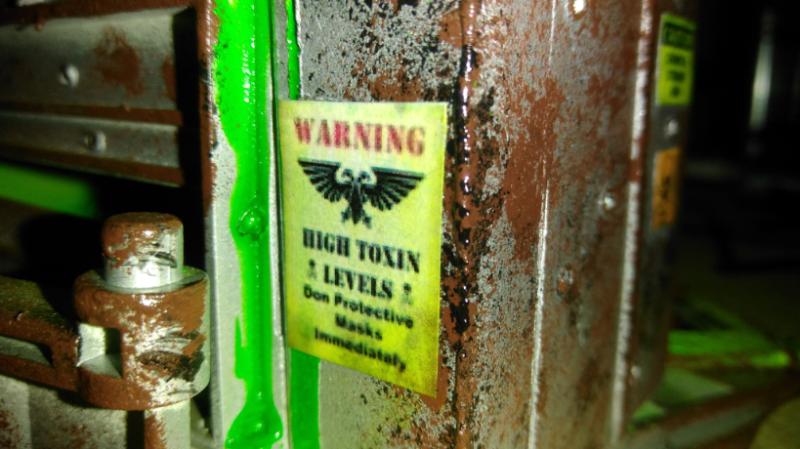 WARNING
HIGH TOXIN
LEVELS
Don Protective
Masks
Immediately